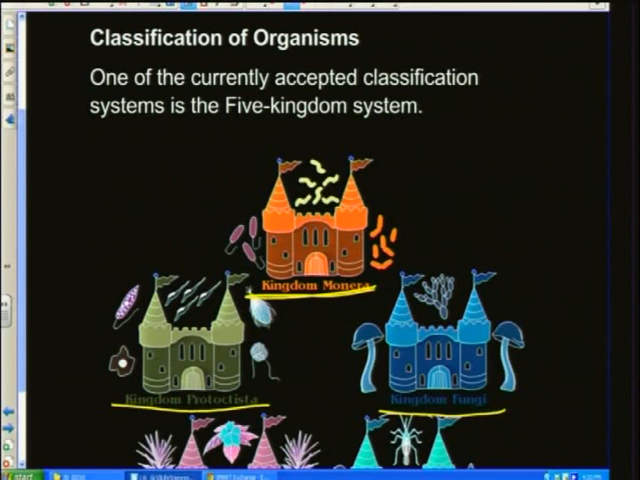 Classification of Organisms
One of the currently accepted classification
systems is the Five-kingdom system.
Kingdom Monera
Kingdom Protoctista
Kingdom Fungi
start